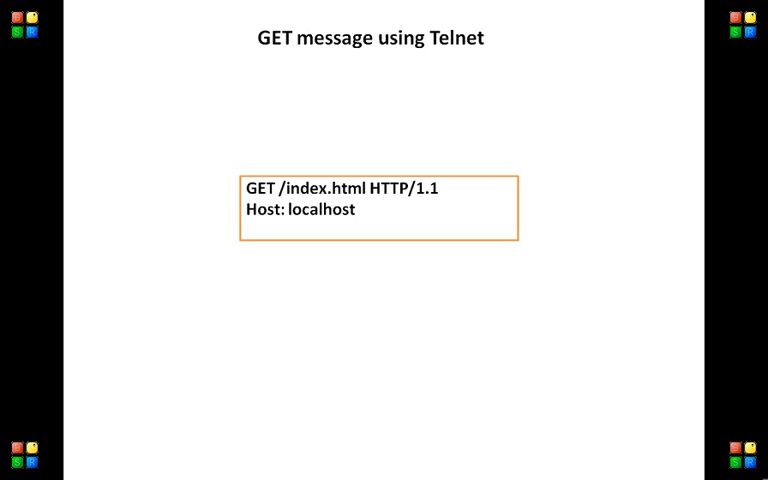 GET message using Telnet
GET /index.html HTTP/1.1
Host: localhost